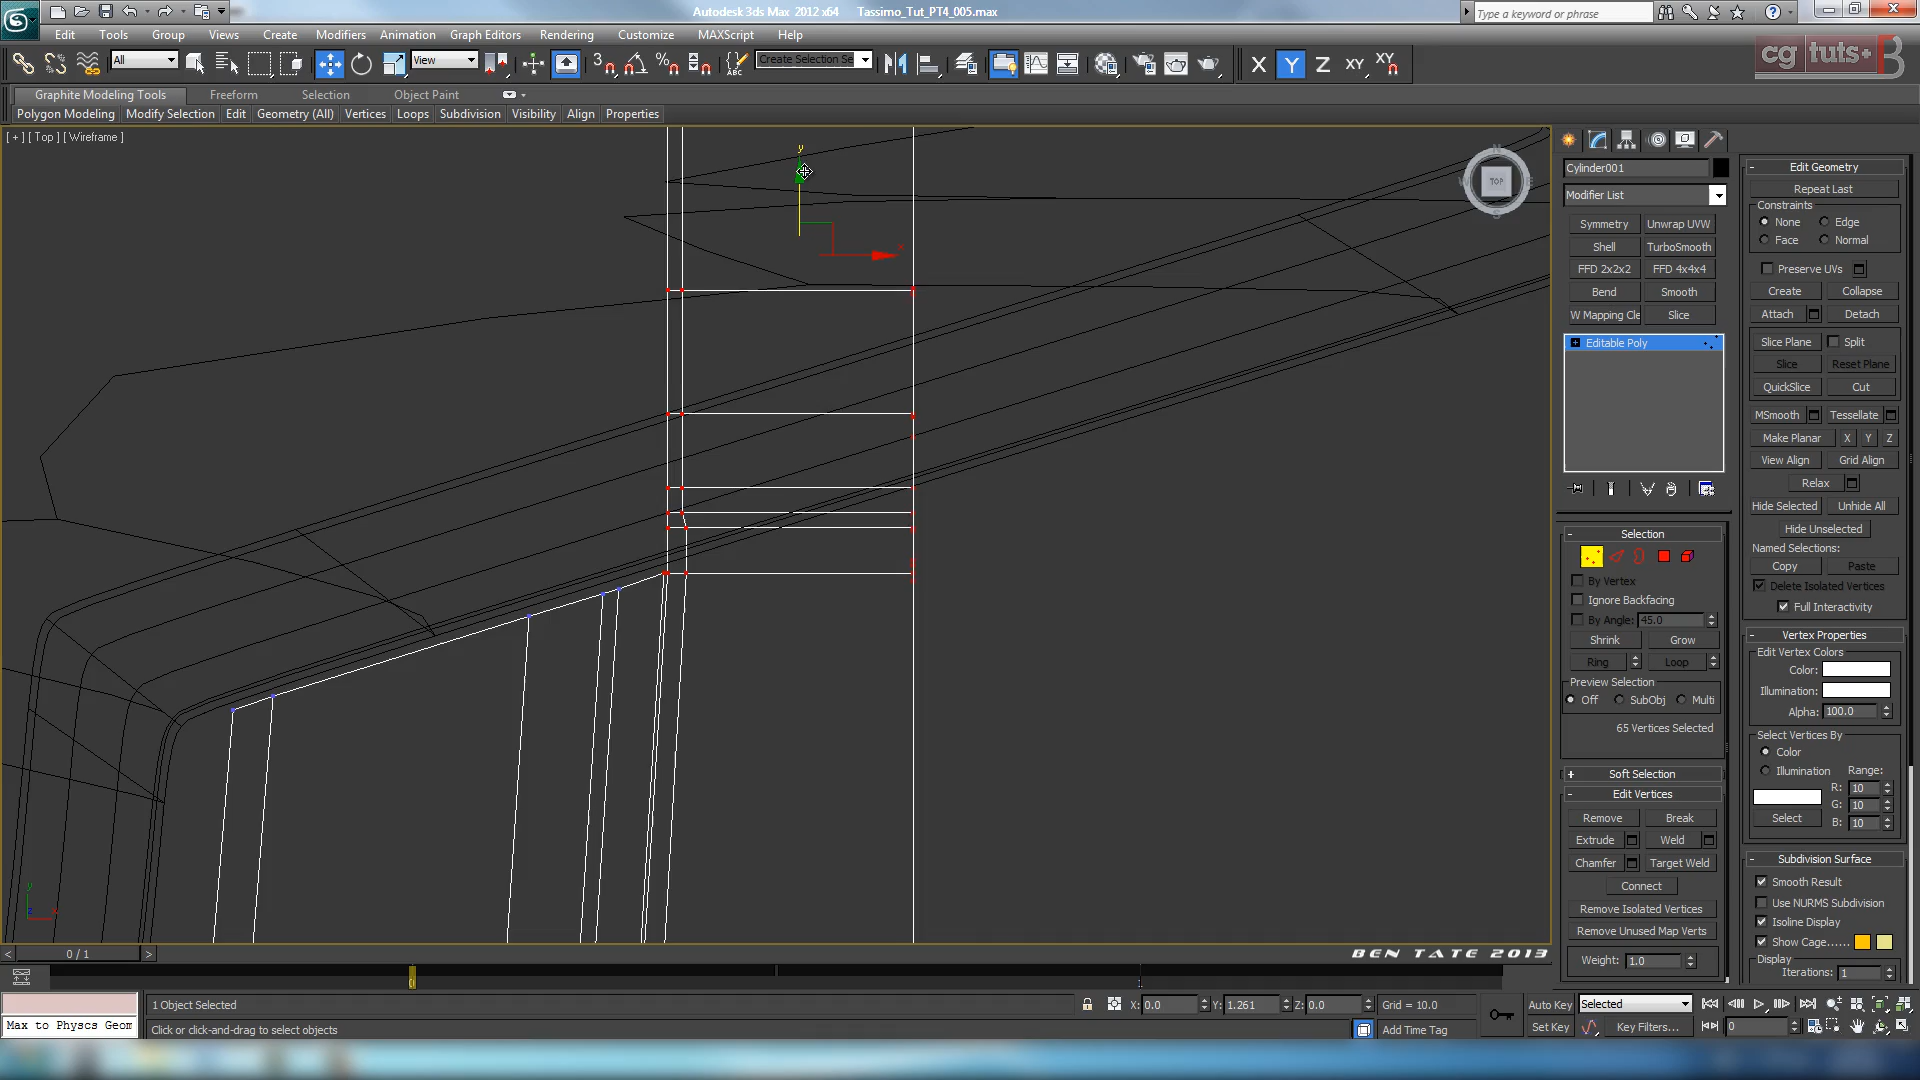 Autodesk 3ds Max 2012 x64 Tassimo_Tut_PT4_005.max
Type a keyword or phrase
Edit Tools Group Views Create Modifiers Animation Graph Editors Rendering Customize MAXScript Help
All View Create Selection Se X Y Z XY XY
cg tuts+
Graphite Modeling Tools Freeform Selection Object Paint
Polygon Modeling Modify Selection Edit Geometry (All) Vertices Loops Subdivision Visibility Align Properties
[ + ] [ Top ] [ Wireframe ]
y
x
TOP
Cylinder001
Modifier List
Symmetry Unwrap UVW
Shell TurboSmooth
FFD 2x2x2 FFD 4x4x4
Bend Smooth
W Mapping Cle Slice
Editable Poly
Selection
By Vertex
Ignore Backfacing
By Angle: 45.0
Shrink Grow
Ring Loop
Preview Selection
Off SubObj Multi
65 Vertices Selected
Soft Selection
Edit Vertices
Remove Break
Extrude Weld
Chamfer Target Weld
Connect
Remove Isolated Vertices
Remove Unused Map Verts
Weight: 1.0
Edit Geometry
Repeat Last
Constraints
None Edge
Face Normal
Preserve UVs
Create Collapse
Attach Detach
Slice Plane Split
Slice Reset Plane
QuickSlice Cut
MSmooth Tessellate
Make Planar X Y Z
View Align Grid Align
Relax
Hide Selected Unhide All
Hide Unselected
Named Selections:
Copy Paste
Delete Isolated Vertices
Full Interactivity
Vertex Properties
Edit Vertex Colors
Color:
Illumination:
Alpha: 100.0
Select Vertices By
Color
Illumination Range:
R: 10
G: 10
Select B: 10
Subdivision Surface
Smooth Result
Use NURMS Subdivision
Isoline Display
Show Cage......
Display
Iterations: 1
BEN TATE 2013
< 0 / 1 >
0 1
1 Object Selected X: 0.0 Y: 1.261 Z: 0.0 Grid = 10.0 Auto Key Selected
Max to Physcs Geom Click or click-and-drag to select objects Add Time Tag Set Key Key Filters... 0